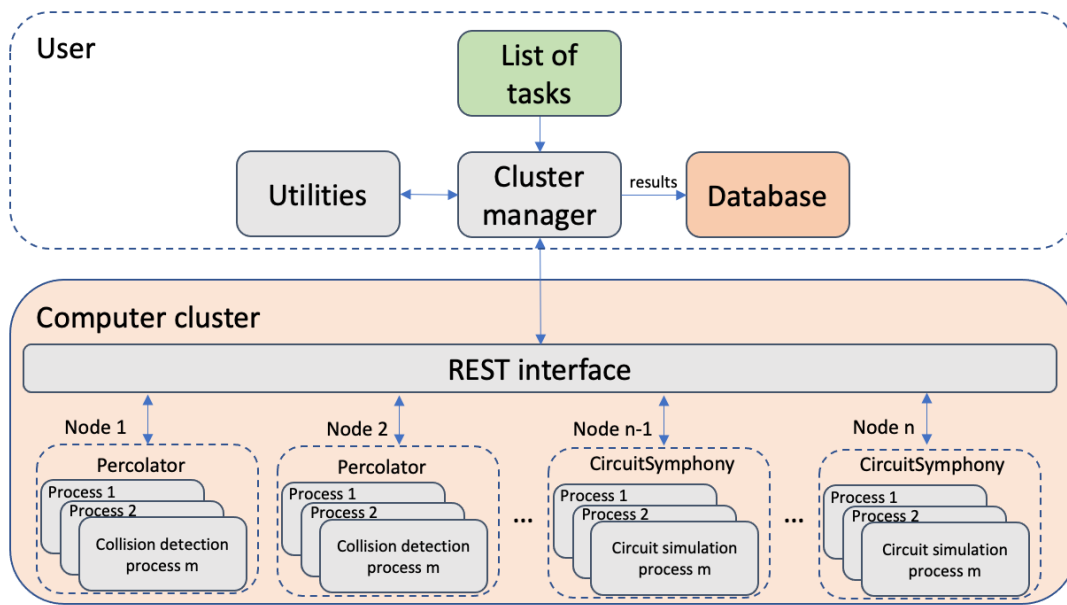 User
List of
tasks
Utilities
Cluster
manager
results
Database
Computer cluster
REST interface
Node 1
Node 2
Node n-1
Node n
Percolator
Process 1
Process 2
Collision detection
process m
Percolator
Process 1
Process 2
Collision detection
process m
...
CircuitSymphony
Process 1
Process 2
Circuit simulation
process m
...
CircuitSymphony
Process 1
Process 2
Circuit simulation
process m